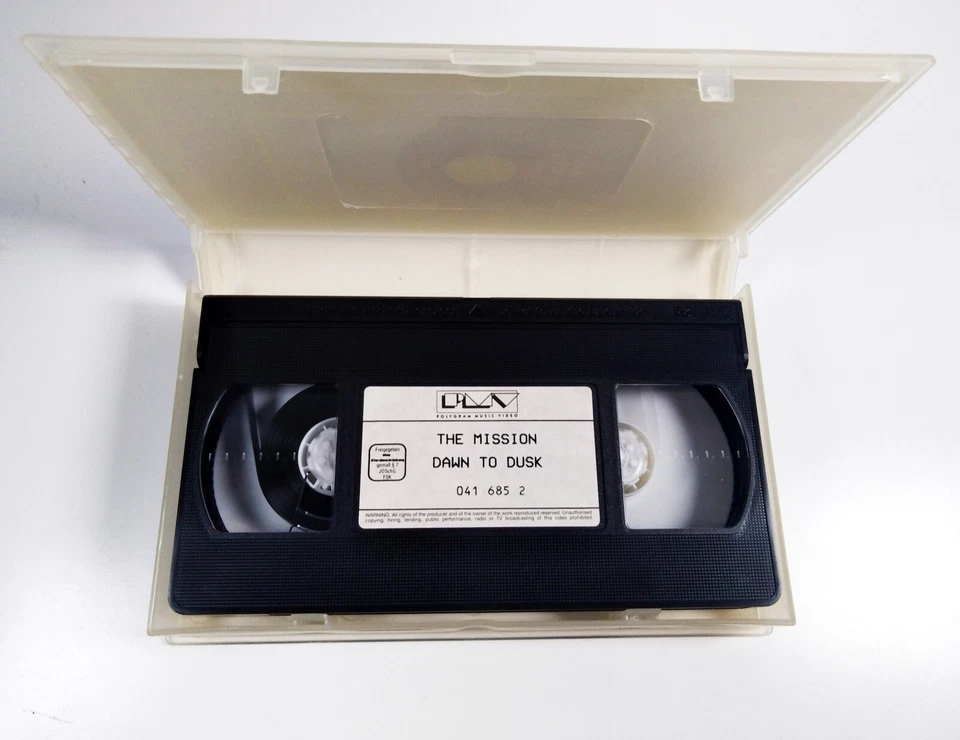 PMV
POLYGRAM MUSIC VIDEO
THE MISSION
DAWN TO DUSK
Freigegeben
gemäß § 7
JÖSchG
FSK
041 685 2
WARNING: All rights of the producer and of the owner of the work reproduced reserved. Unauthorised
copying, hiring, lending, public performance, radio or TV broadcasting of this video prohibited